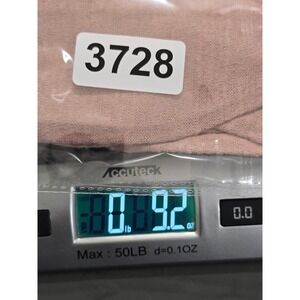 3728
Accuteck
0 lb 9.2 oz
0.0
Max : 50LB d=0.1OZ